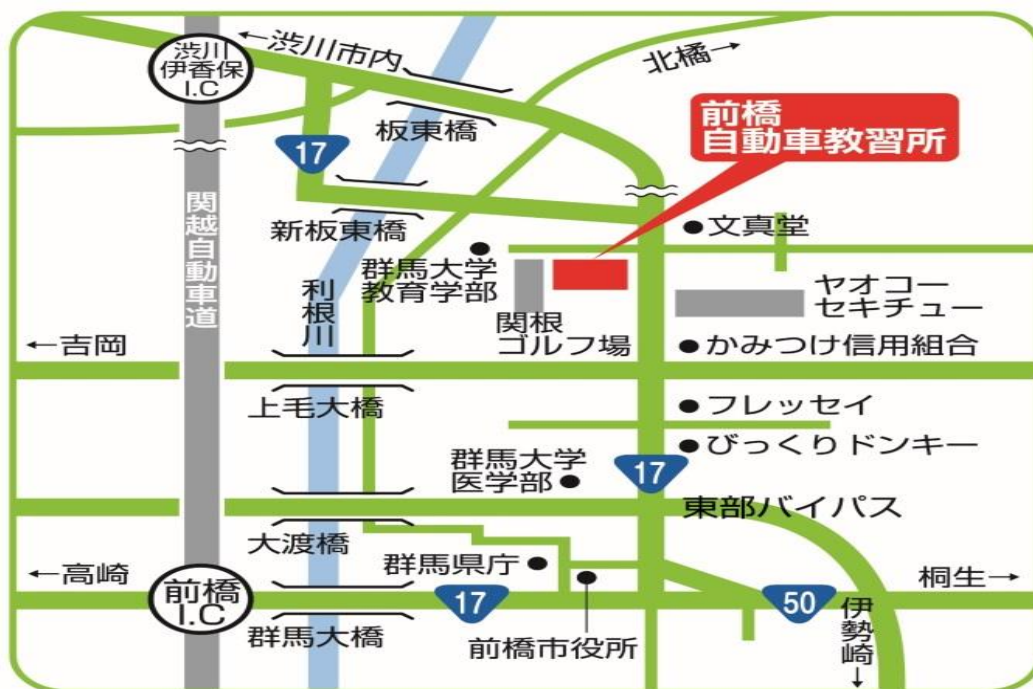 渋川
伊香保
I.C
←渋川市内
北橘→
板東橋
17
前橋
自動車教習所
関越自動車道
新板東橋
文真堂
群馬大学
教育学部
利根川
関根
ゴルフ場
ヤオコー
セキチュー
←吉岡
かみつけ信用組合
上毛大橋
フレッセイ
びっくりドンキー
群馬大学
医学部
17
東部バイパス
大渡橋
群馬県庁
←高崎
前橋
I.C
17
50
桐生→
群馬大橋
前橋市役所
伊勢崎→